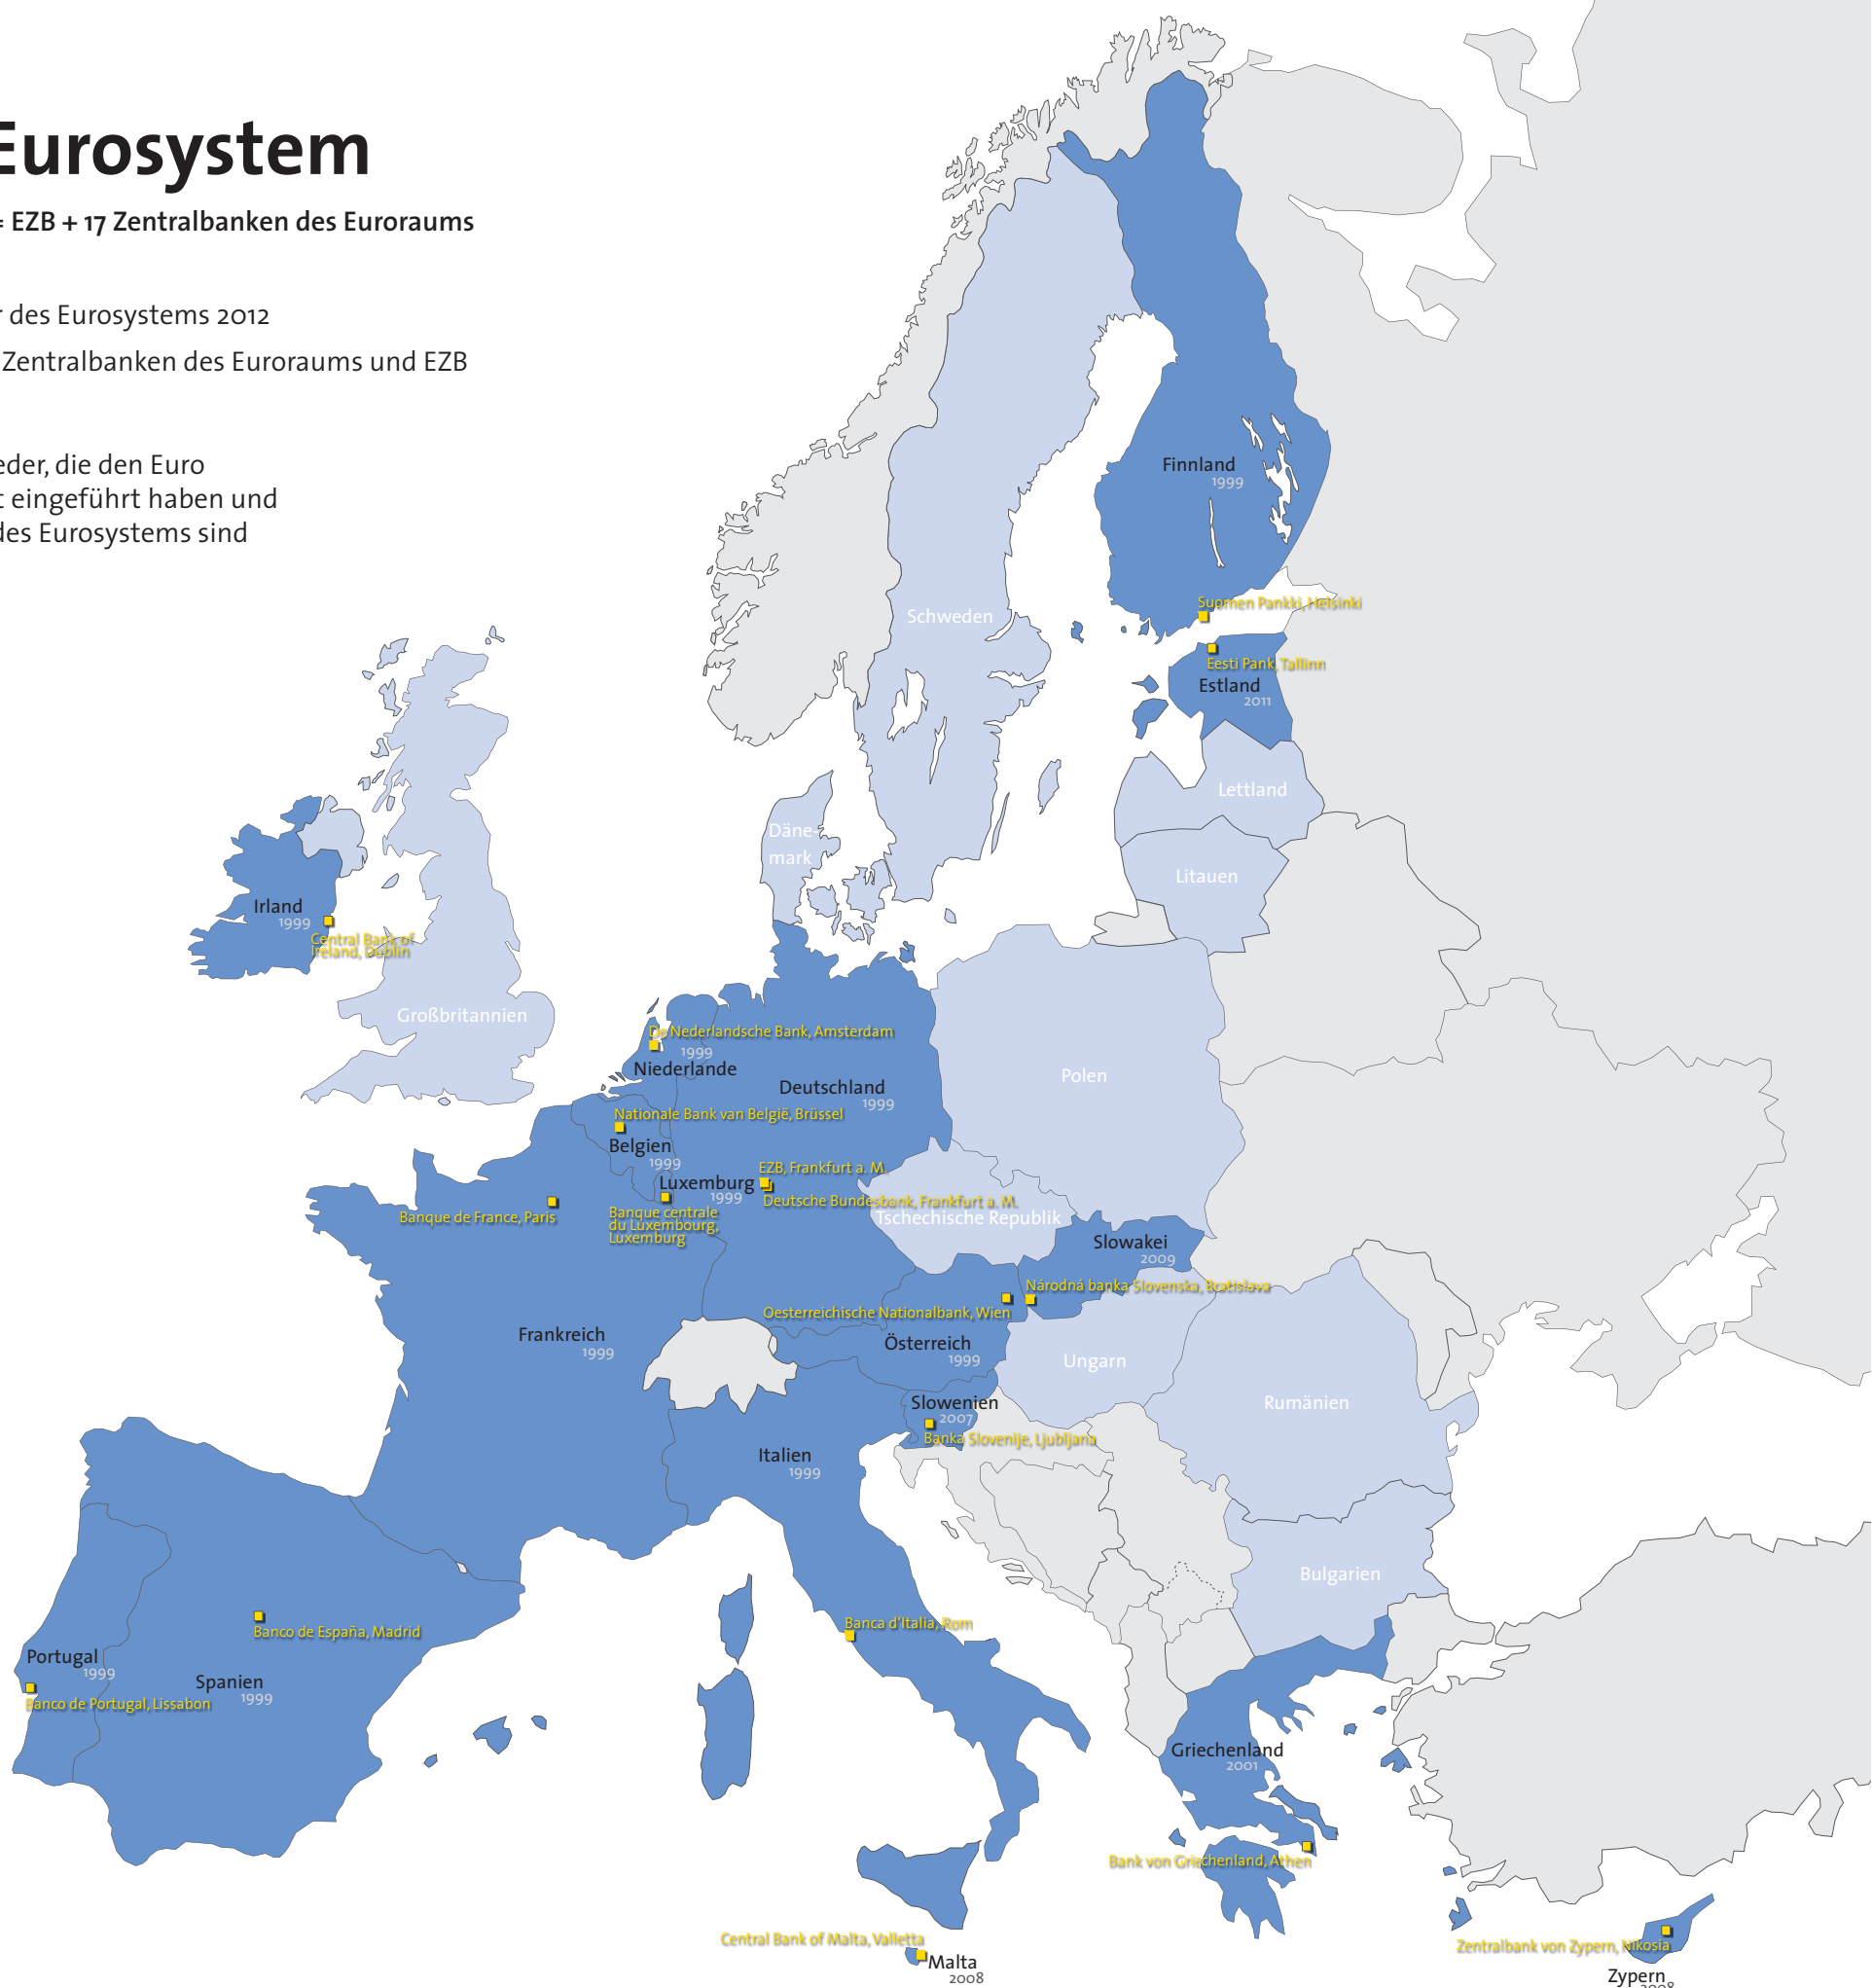 Eurosystem
= EZB + 17 Zentralbanken des Euroraums
r des Eurosystems 2012
Zentralbanken des Euroraums und EZB
eder, die den Euro
t eingeführt haben und
des Eurosystems sind
Finnland
1999
Suomen Pankki, Helsinki
Schweden
Eesti Pank, Tallinn
Estland
2011
Lettland
Däne-
mark
Litauen
Irland
1999
Central Bank of
Ireland, Dublin
Großbritannien
De Nederlandsche Bank, Amsterdam
1999
Niederlande
Polen
Deutschland
1999
Nationale Bank van België, Brüssel
Belgien
1999
EZB, Frankfurt a. M.
Luxemburg
1999
Deutsche Bundesbank, Frankfurt a. M.
Banque de France, Paris
Banque centrale
du Luxembourg,
Luxemburg
Tschechische Republik
Slowakei
2009
Národná banka Slovenska, Bratislava
Oesterreichische Nationalbank, Wien
Frankreich
1999
Österreich
1999
Ungarn
Slowenien
2007
Banka Slovenije, Ljubljana
Rumänien
Italien
1999
Bulgarien
Banca d'Italia, Rom
Banco de España, Madrid
Portugal
1999
Spanien
1999
Banco de Portugal, Lissabon
Griechenland
2001
Bank von Griechenland, Athen
Central Bank of Malta, Valletta
Malta
2008
Zentralbank von Zypern, Nikosia
Zypern
2008